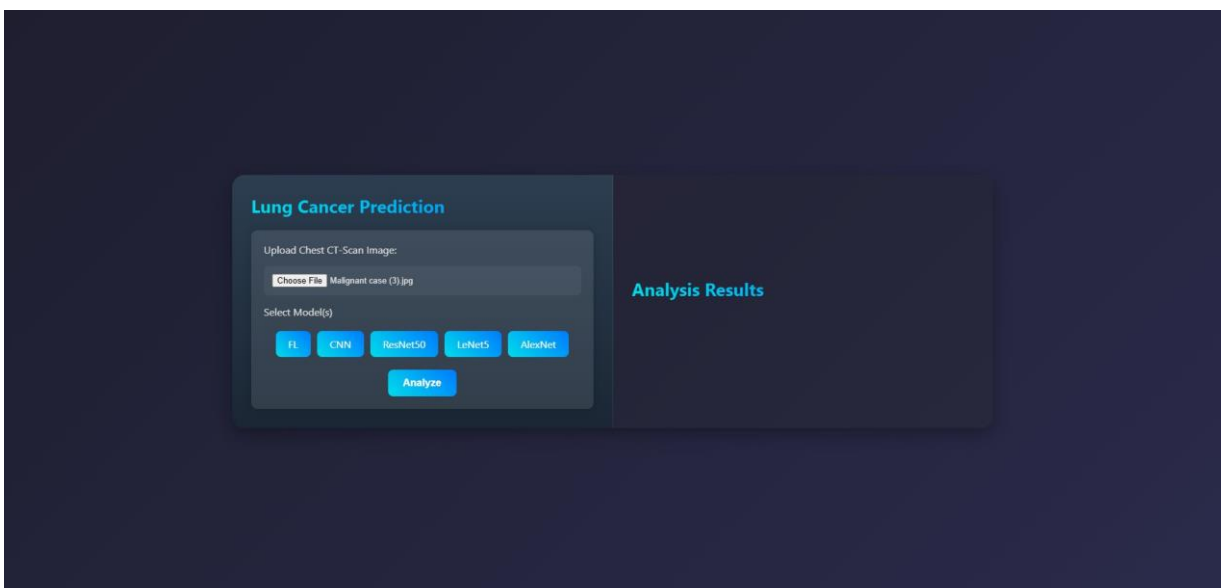 Lung Cancer Prediction
Upload Chest CT-Scan Image:
Choose File Malignant case (3).jpg
Select Model(s)
FL CNN ResNet50 LeNet5 AlexNet
Analyze
Analysis Results